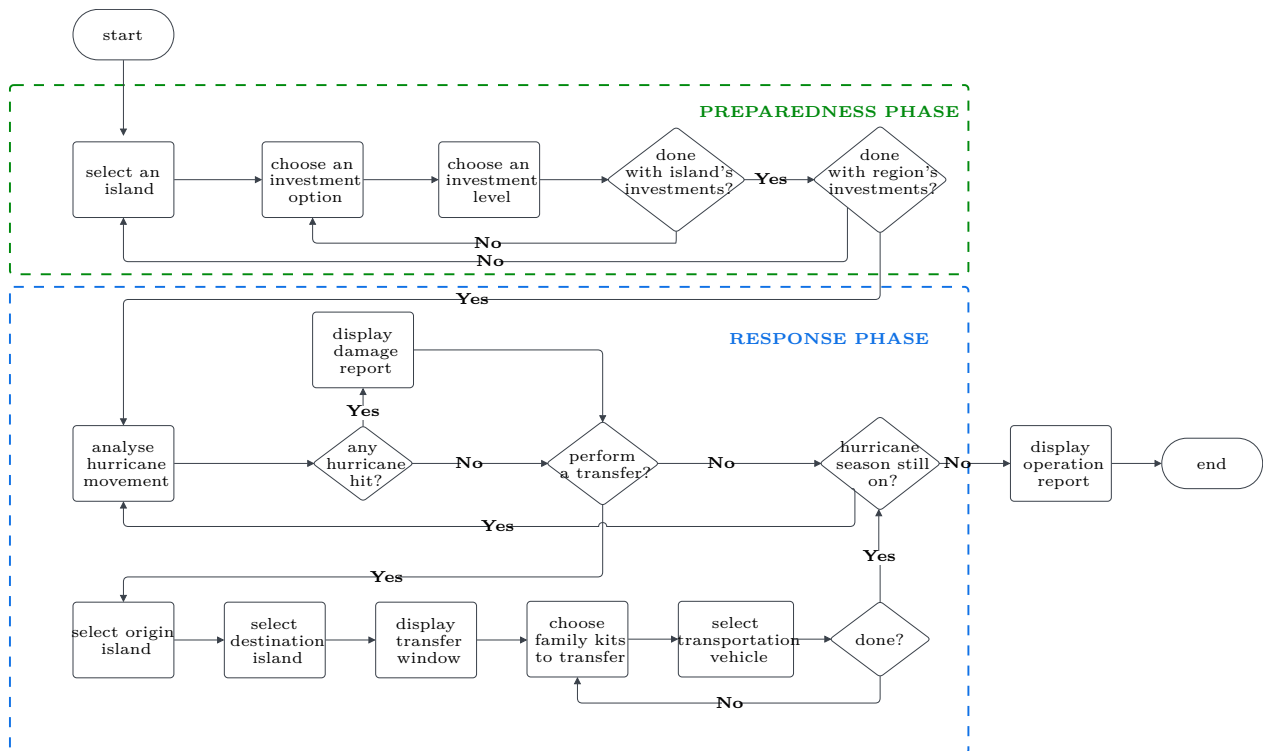 start
PREPAREDNESS PHASE
select an
island
choose an
investment
option
choose an
investment
level
done
with island's
investments?
Yes
done
with region's
investments?
No
No
Yes
display
damage
report
RESPONSE PHASE
Yes
analyse
hurricane
movement
any
hurricane
hit?
No
perform
a transfer?
No
hurricane
season still
on?
No
display
operation
report
end
Yes
Yes
Yes
select origin
island
select
destination
island
display
transfer
window
choose
family kits
to transfer
select
transportation
vehicle
done?
No